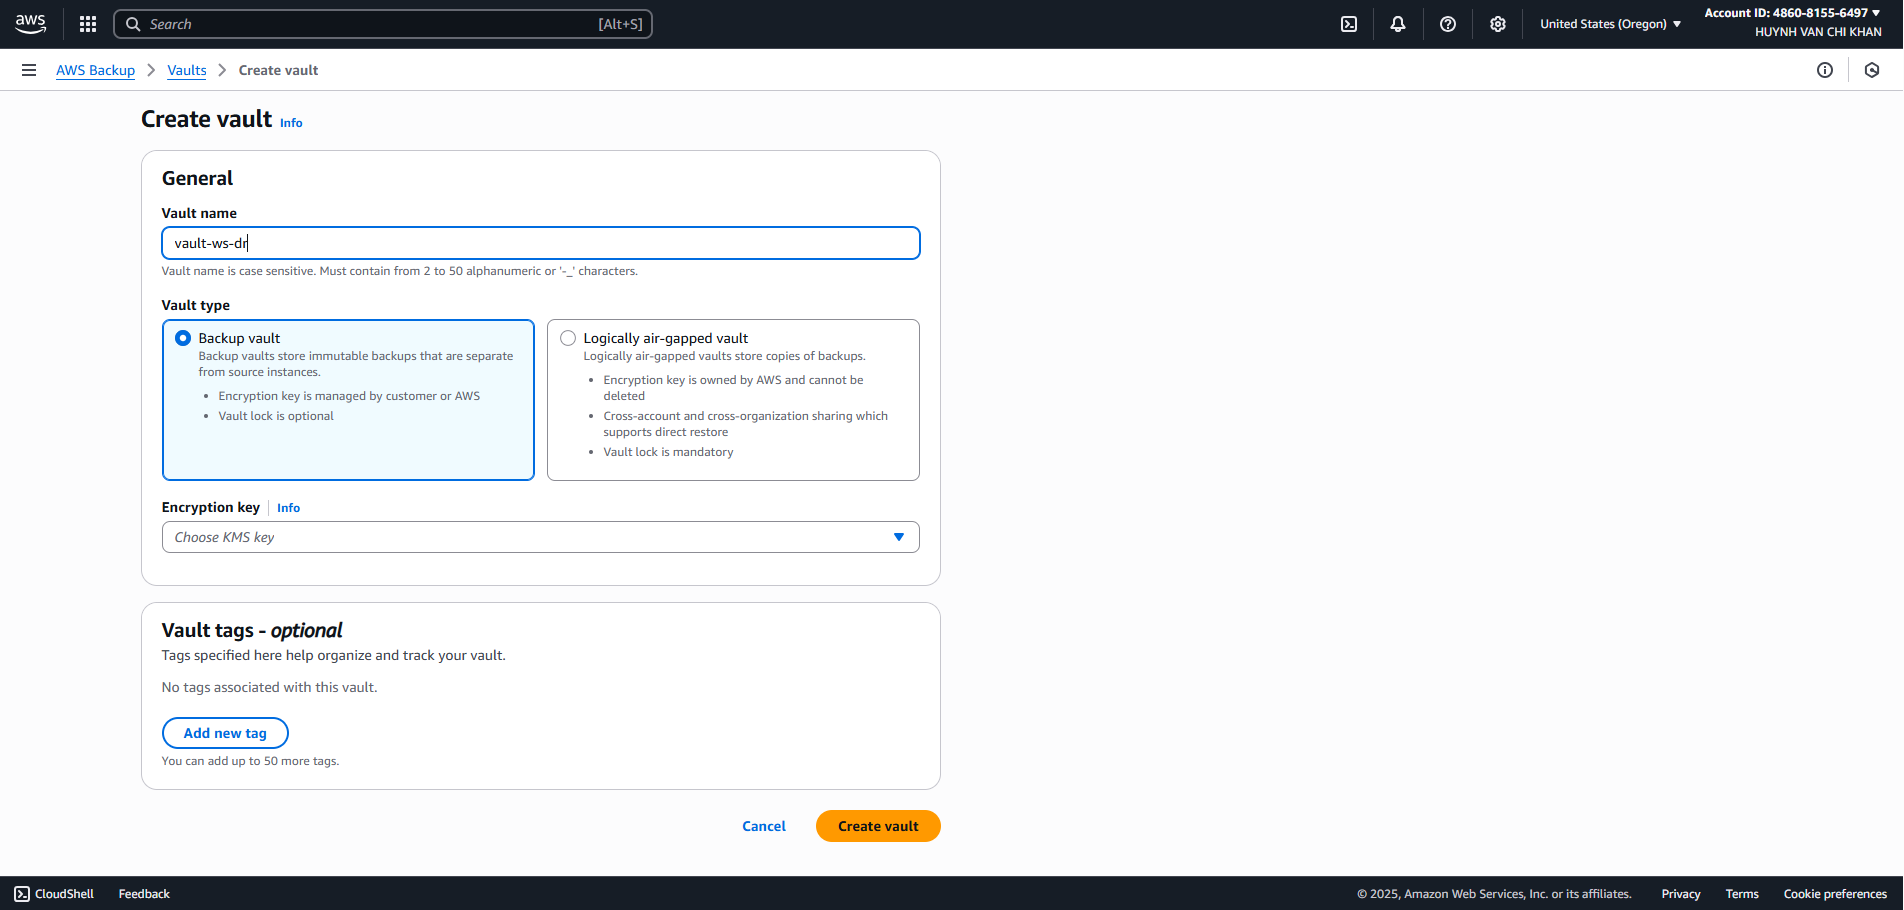 aws
Search [Alt+S]
United States (Oregon)
Account ID: 4860-8155-6497
HUYNH VAN CHI KHAN
AWS Backup
Vaults
Create vault
Create vault Info
General
Vault name
vault-ws-dr
Vault name is case sensitive. Must contain from 2 to 50 alphanumeric or '-_' characters.
Vault type
Backup vault
Backup vaults store immutable backups that are separate
from source instances.
• Encryption key is managed by customer or AWS
• Vault lock is optional
Logically air-gapped vault
Logically air-gapped vaults store copies of backups.
• Encryption key is owned by AWS and cannot be
deleted
• Cross-account and cross-organization sharing which
supports direct restore
• Vault lock is mandatory
Encryption key Info
Choose KMS key
Vault tags - optional
Tags specified here help organize and track your vault.
No tags associated with this vault.
Add new tag
You can add up to 50 more tags.
Cancel
Create vault
CloudShell
Feedback
© 2025, Amazon Web Services, Inc. or its affiliates.
Privacy
Terms
Cookie preferences